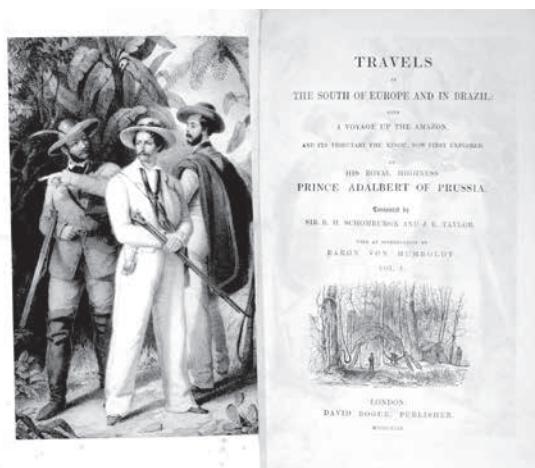 TRAVELS
IN
THE SOUTH OF EUROPE AND IN BRAZIL:
WITH
A VOYAGE UP THE AMAZON,
AND ITS TRIBUTARY THE XINGÚ, NOW FIRST EXPLORED.
BY
HIS ROYAL HIGHNESS
PRINCE ADALBERT OF PRUSSIA.
Translated by
SIR R. H. SCHOMBURGK AND J. E. TAYLOR.
WITH AN INTRODUCTION BY
BARON VON HUMBOLDT.
VOL. I.
LONDON:
DAVID BOGUE, PUBLISHER.